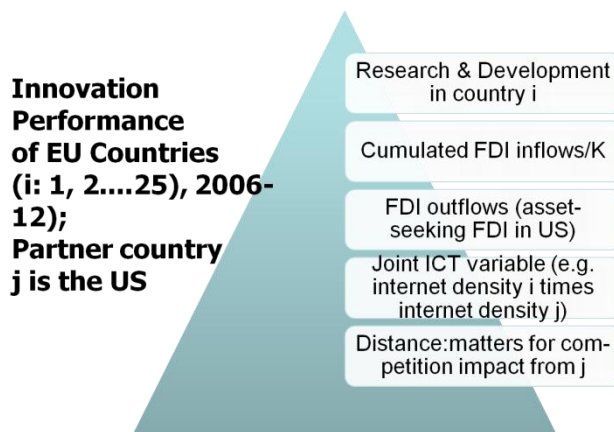 Innovation
Performance
of EU Countries
(i: 1, 2....25), 2006-
12);
Partner country
j is the US
Research & Development
in country i
Cumulated FDI inflows/K
FDI outflows (asset-
seeking FDI in US)
Joint ICT variable (e.g.
internet density i times
internet density j)
Distance:matters for com-
petition impact from j